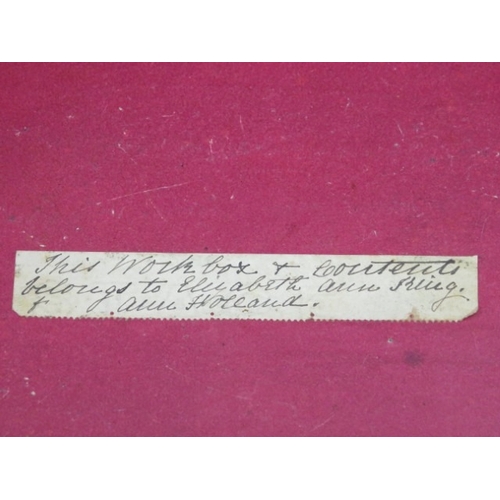 This Workbox & Contents
belongs to Elizabeth ann King.
& ann Holland.